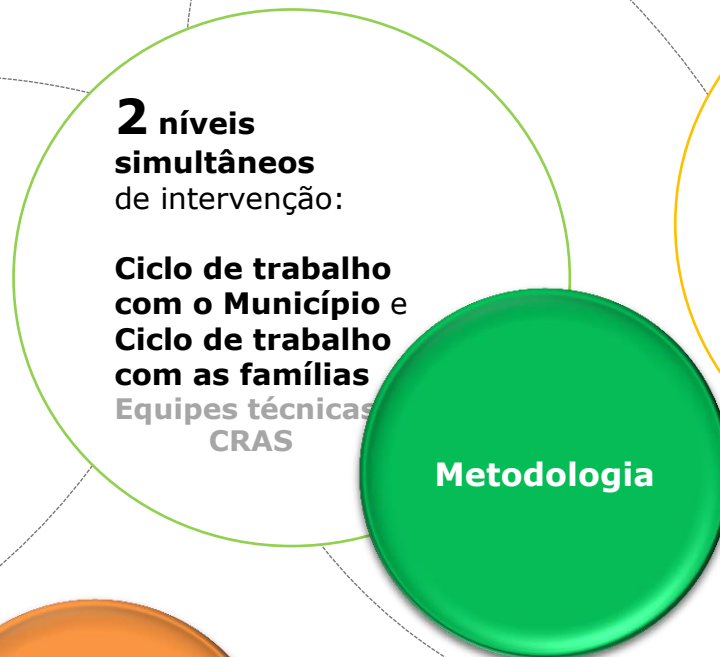 2 níveis
simultâneos
de intervenção:
Ciclo de trabalho
com o Município e
Ciclo de trabalho
com as famílias
Equipes técnicas
CRAS
Metodologia